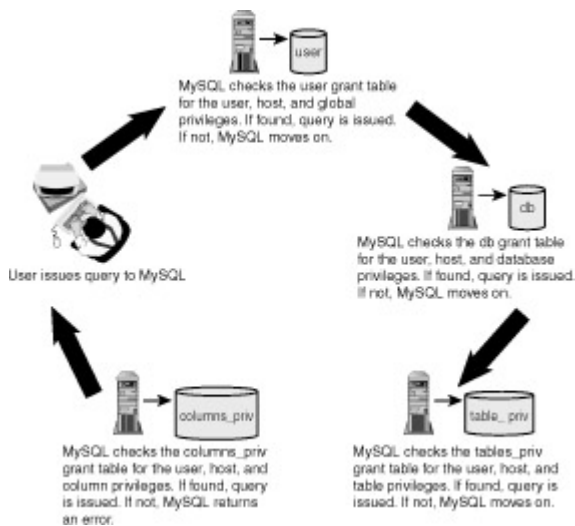 user
MySQL checks the user grant table
for the user, host, and global
privileges. If found, query is issued.
If not, MySQL moves on.
db
MySQL checks the db grant table
for the user, host, and database
privileges. If found, query is issued.
If not, MySQL moves on.
User issues query to MySQL
columns_priv
MySQL checks the columns_priv
grant table for the user, host, and
column privileges. If found, query
is issued. If not, MySQL returns
an error.
table_ priv
MySQL checks the tables_priv
grant table for the user, host, and
table privileges. If found, query is
issued. If not, MySQL moves on.